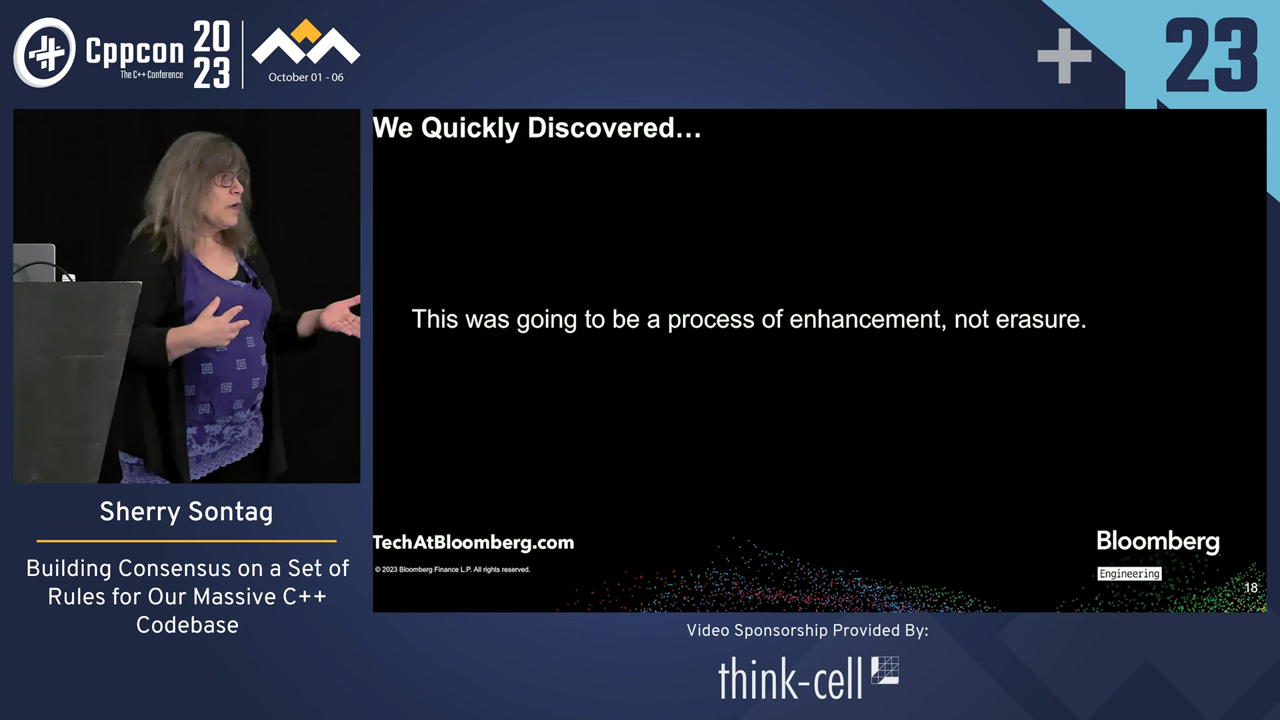 Cppcon
The C++ Conference
20
23
October 01 - 06
23
We Quickly Discovered...
This was going to be a process of enhancement, not erasure.
TechAtBloomberg.com
© 2023 Bloomberg Finance L.P. All rights reserved.
Bloomberg
Engineering
18
Sherry Sontag
Building Consensus on a Set of
Rules for Our Massive C++
Codebase
Video Sponsorship Provided By:
think-cell